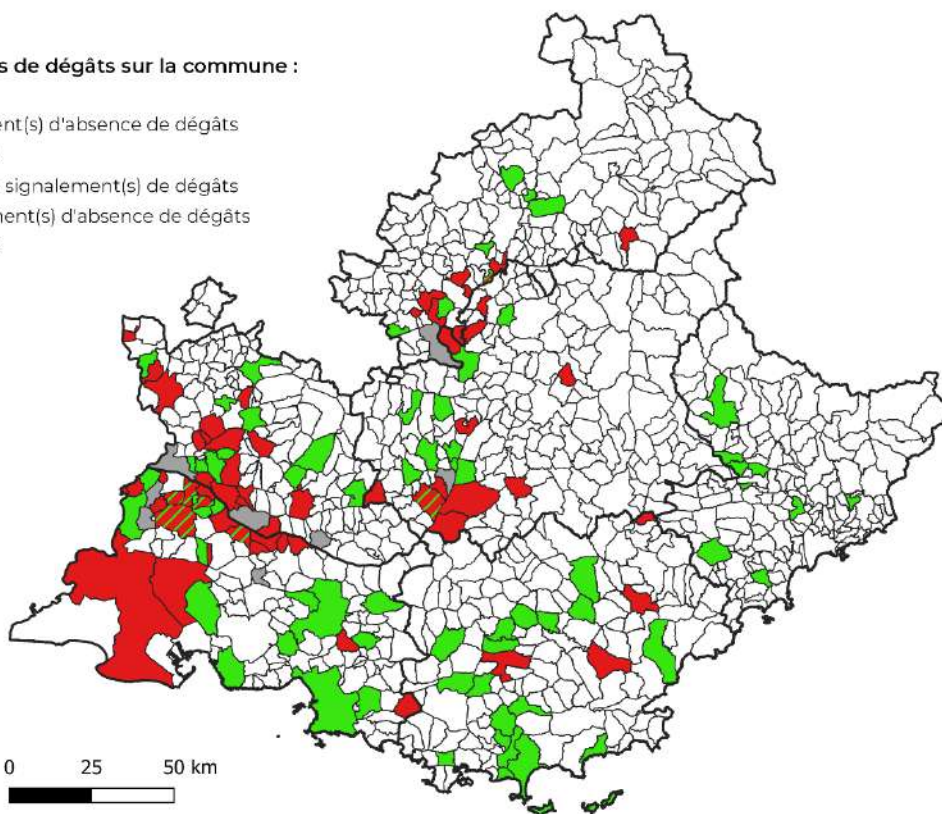 s de dégâts sur la commune :
ent(s) d'absence de dégâts
signalement(s) de dégâts
ment(s) d'absence de dégâts
0 25 50 km